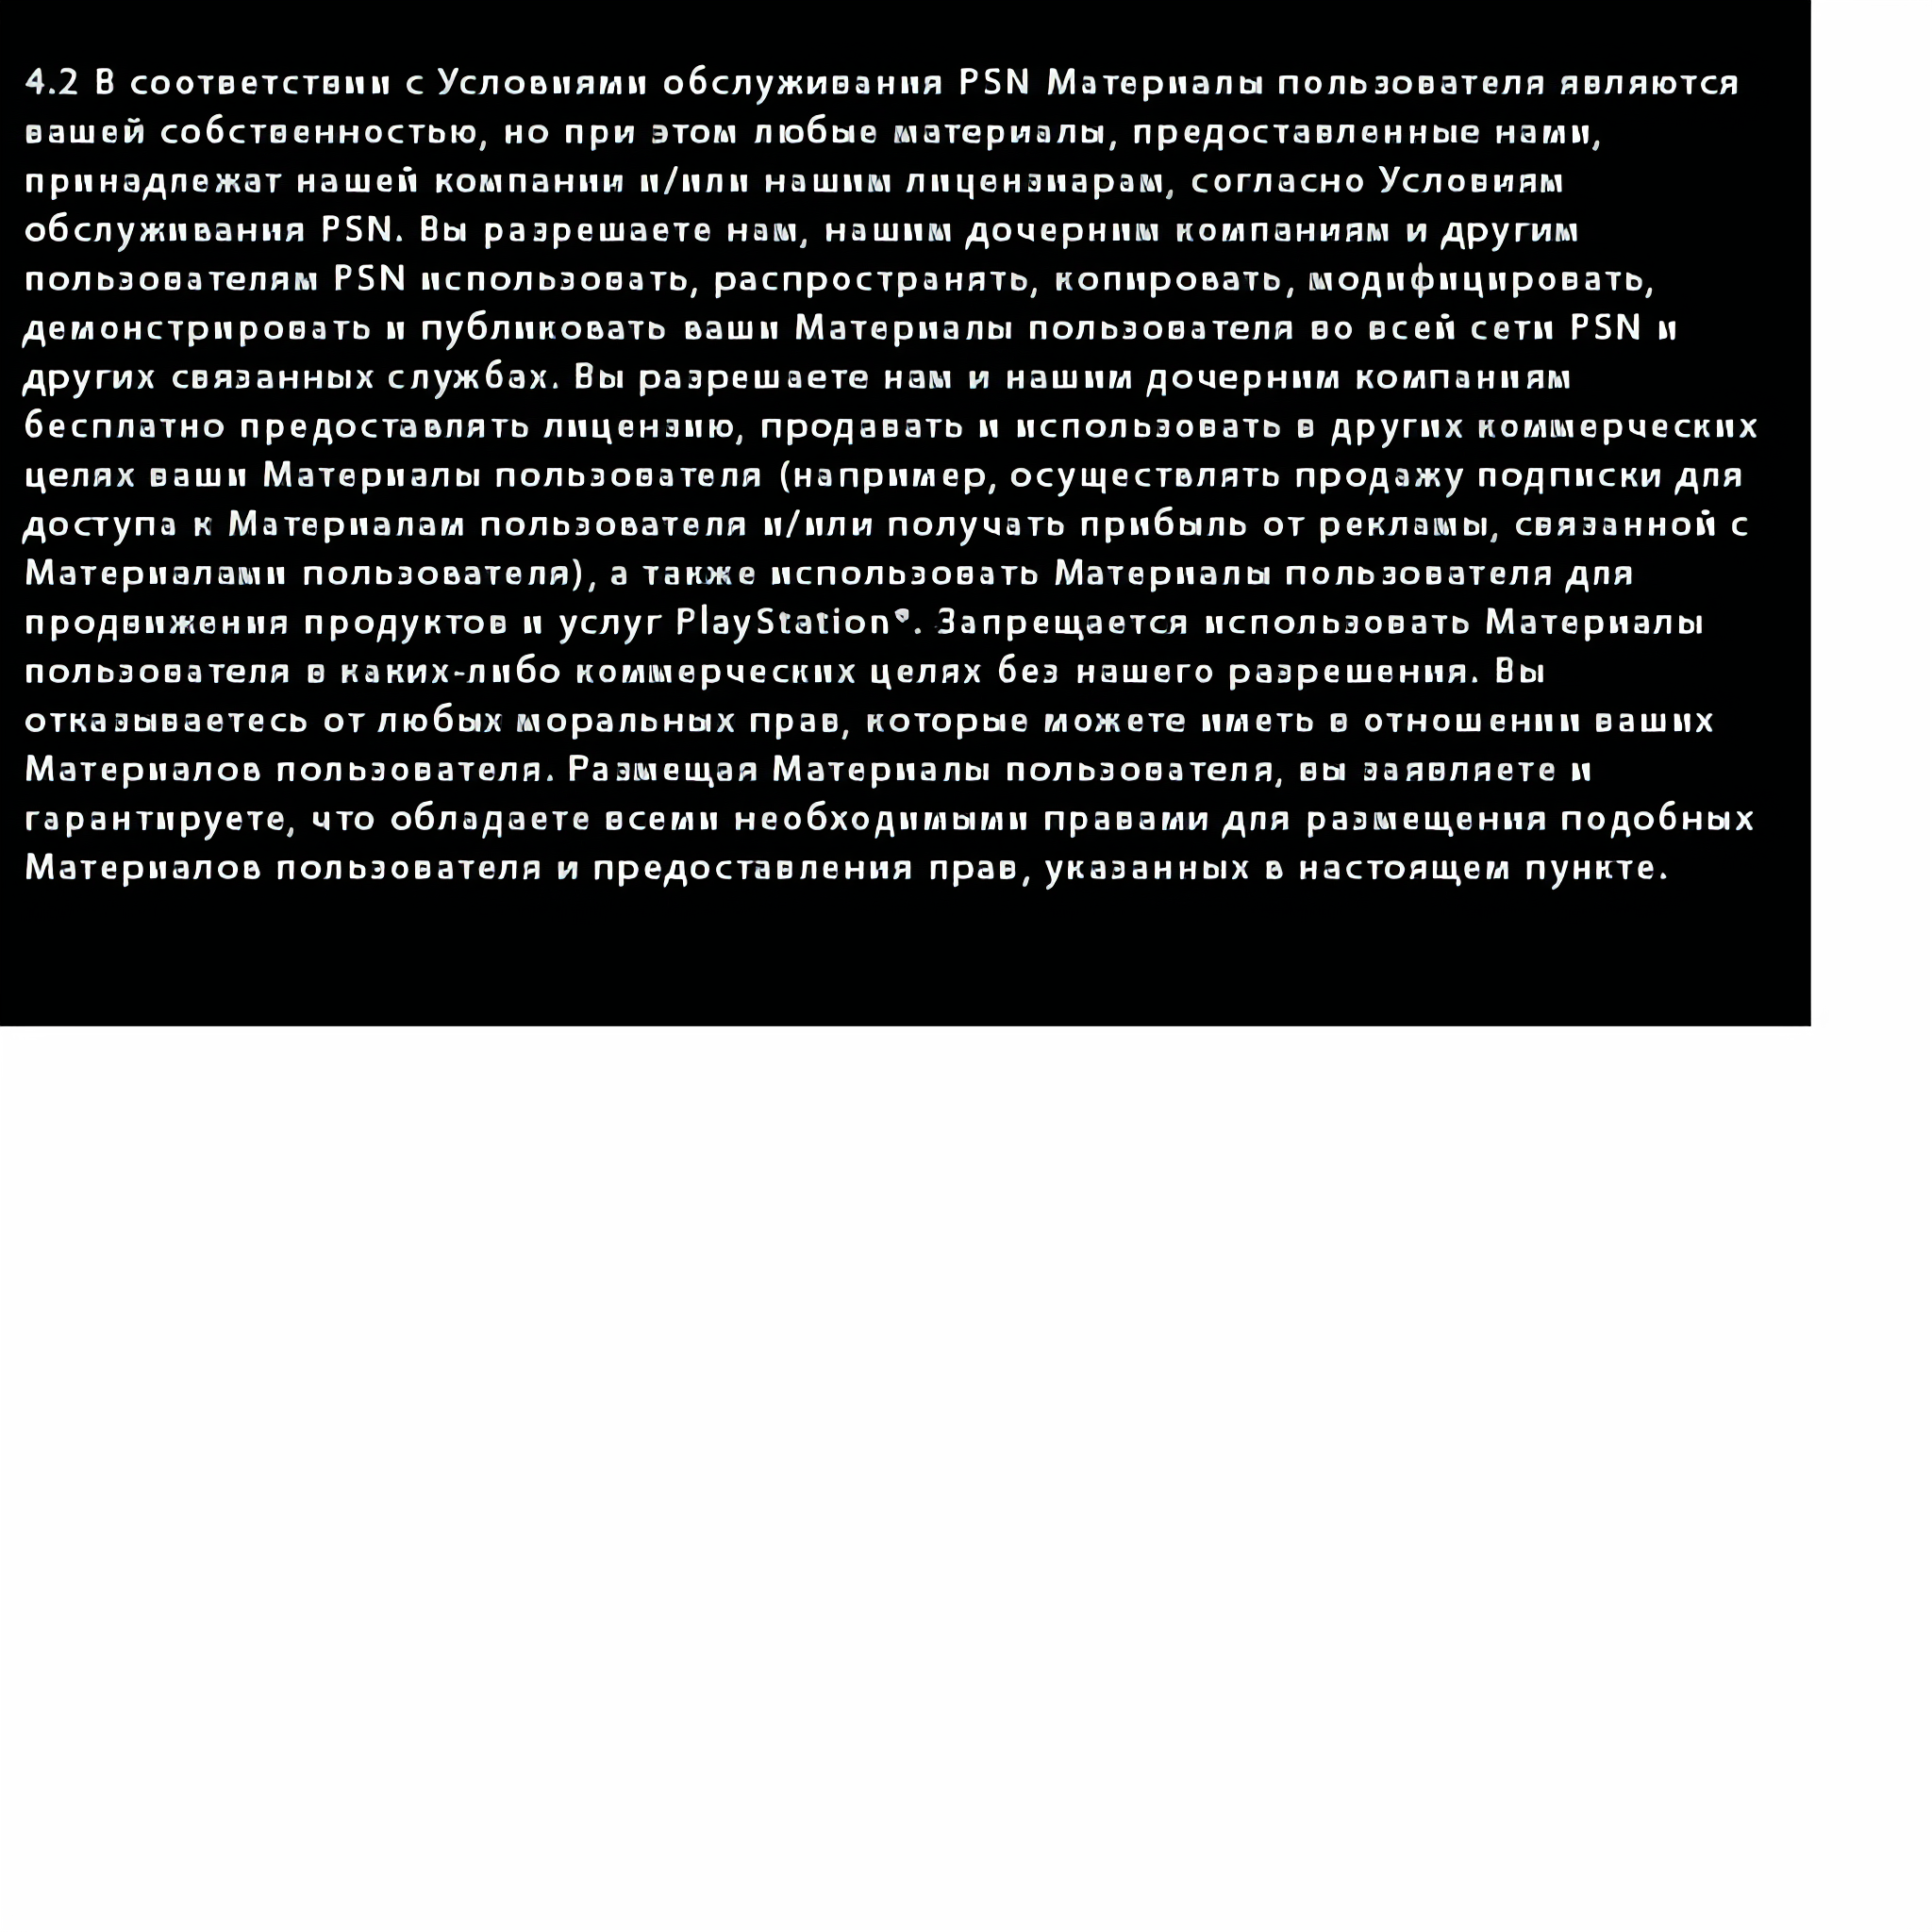 4.2 В соответствии с Условиями обслуживания PSN Материалы пользователя являются
вашей собственностью, но при этом любые материалы, предоставленные нами,
принадлежат нашей компании и/или нашим лицензиарам, согласно Условиям
обслуживания PSN. Вы разрешаете нам, нашим дочерним компаниям и другим
пользователям PSN использовать, распространять, копировать, модифицировать,
демонстрировать и публиковать ваши Материалы пользователя во всей сети PSN и
других связанных службах. Вы разрешаете нам и нашим дочерним компаниям
бесплатно предоставлять лицензию, продавать и использовать в других коммерческих
целях ваши Материалы пользователя (например, осуществлять продажу подписки для
доступа к Материалам пользователя и/или получать прибыль от рекламы, связанной с
Материалами пользователя), а также использовать Материалы пользователя для
продвижения продуктов и услуг PlayStation®. Запрещается использовать Материалы
пользователя в каких-либо коммерческих целях без нашего разрешения. Вы
отказываетесь от любых моральных прав, которые можете иметь в отношении ваших
Материалов пользователя. Размещая Материалы пользователя, вы заявляете и
гарантируете, что обладаете всеми необходимыми правами для размещения подобных
Материалов пользователя и предоставления прав, указанных в настоящем пункте.